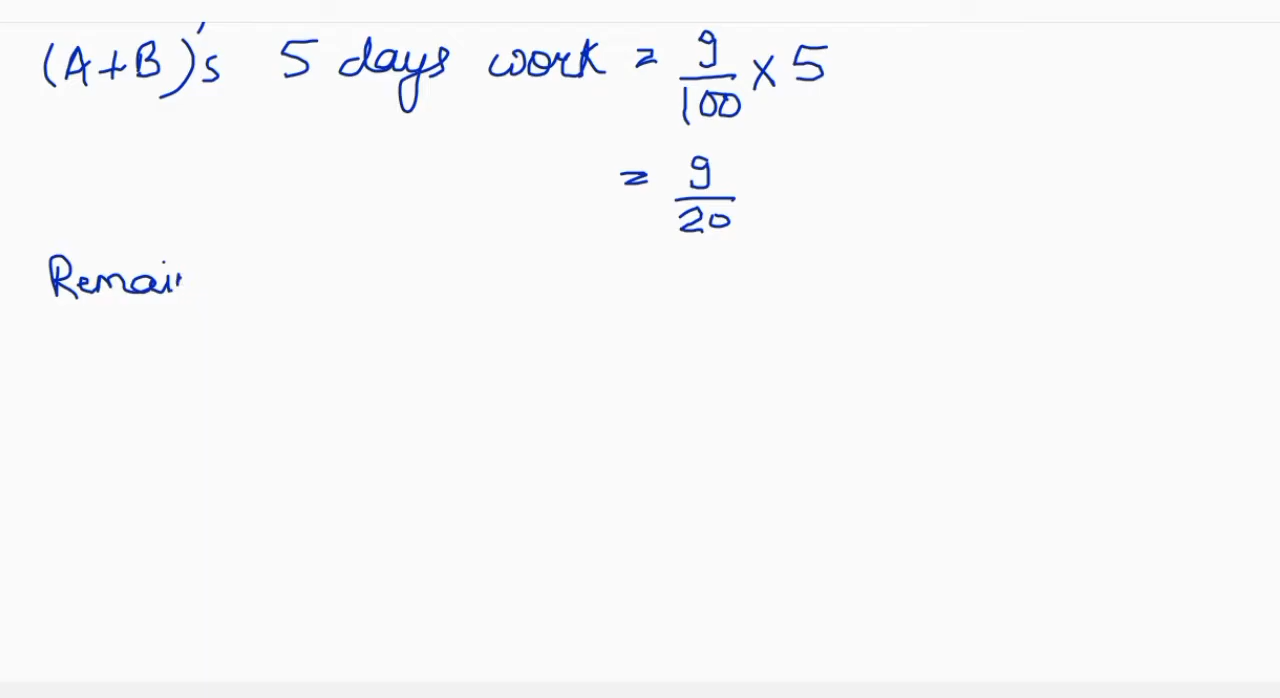 (A+B)'s 5 days work = 9/100 × 5
= 9/20
Remai